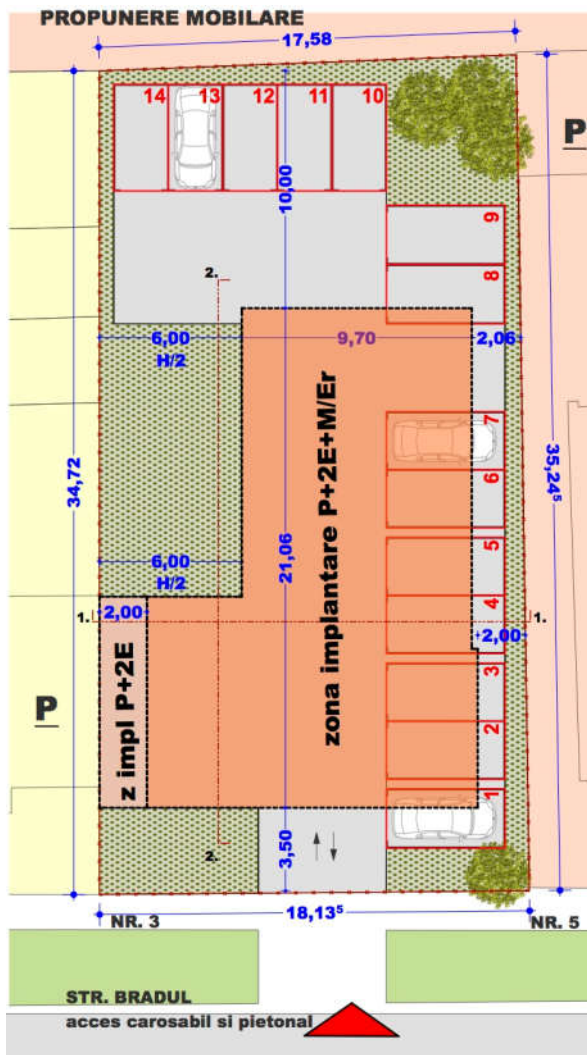 PROPUNERE MOBILARE
17,58
14
13
12
11
10
P
10,00
9
2.
8
6,00
9,70
2,06
H/2
zona implantare P+2E+M/Er
7
34,72
35,24⁵
6
21,06
5
6,00
H/2
4
2,00
1.
2,00
1.
z impl P+2E
3
P
2
1
2.
3,50
18,13⁵
NR. 3
NR. 5
STR. BRADUL
acces carosabil si pietonal